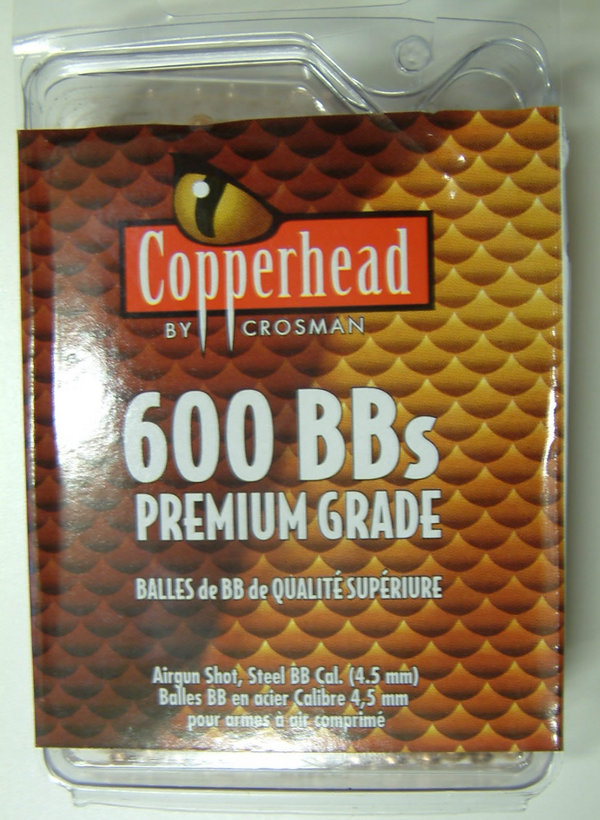 Copperhead
BY CROSMAN
600 BBs
PREMIUM GRADE
BALLES de BB de QUALITÉ SUPÉRIURE
Airgun Shot, Steel BB Cal. (4.5 mm)
Balles BB en acier Calibre 4,5 mm
pour armes à air comprimé